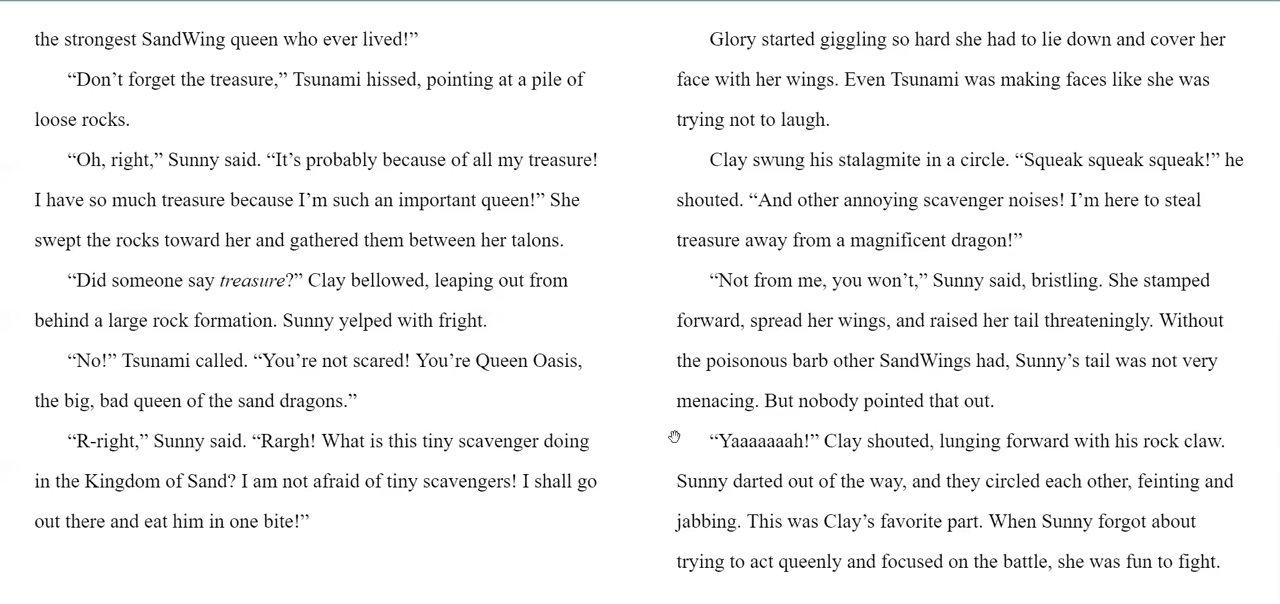 the strongest SandWing queen who ever lived!”
“Don’t forget the treasure,” Tsunami hissed, pointing at a pile of
loose rocks.
“Oh, right,” Sunny said. “It’s probably because of all my treasure!
I have so much treasure because I’m such an important queen!” She
swept the rocks toward her and gathered them between her talons.
“Did someone say treasure?” Clay bellowed, leaping out from
behind a large rock formation. Sunny yelped with fright.
“No!” Tsunami called. “You’re not scared! You’re Queen Oasis,
the big, bad queen of the sand dragons.”
“R-right,” Sunny said. “Rargh! What is this tiny scavenger doing
in the Kingdom of Sand? I am not afraid of tiny scavengers! I shall go
out there and eat him in one bite!”
Glory started giggling so hard she had to lie down and cover her
face with her wings. Even Tsunami was making faces like she was
trying not to laugh.
Clay swung his stalagmite in a circle. “Squeak squeak squeak!” he
shouted. “And other annoying scavenger noises! I’m here to steal
treasure away from a magnificent dragon!”
“Not from me, you won’t,” Sunny said, bristling. She stamped
forward, spread her wings, and raised her tail threateningly. Without
the poisonous barb other SandWings had, Sunny’s tail was not very
menacing. But nobody pointed that out.
“Yaaaaaaah!” Clay shouted, lunging forward with his rock claw.
Sunny darted out of the way, and they circled each other, feinting and
jabbing. This was Clay’s favorite part. When Sunny forgot about
trying to act queenly and focused on the battle, she was fun to fight.